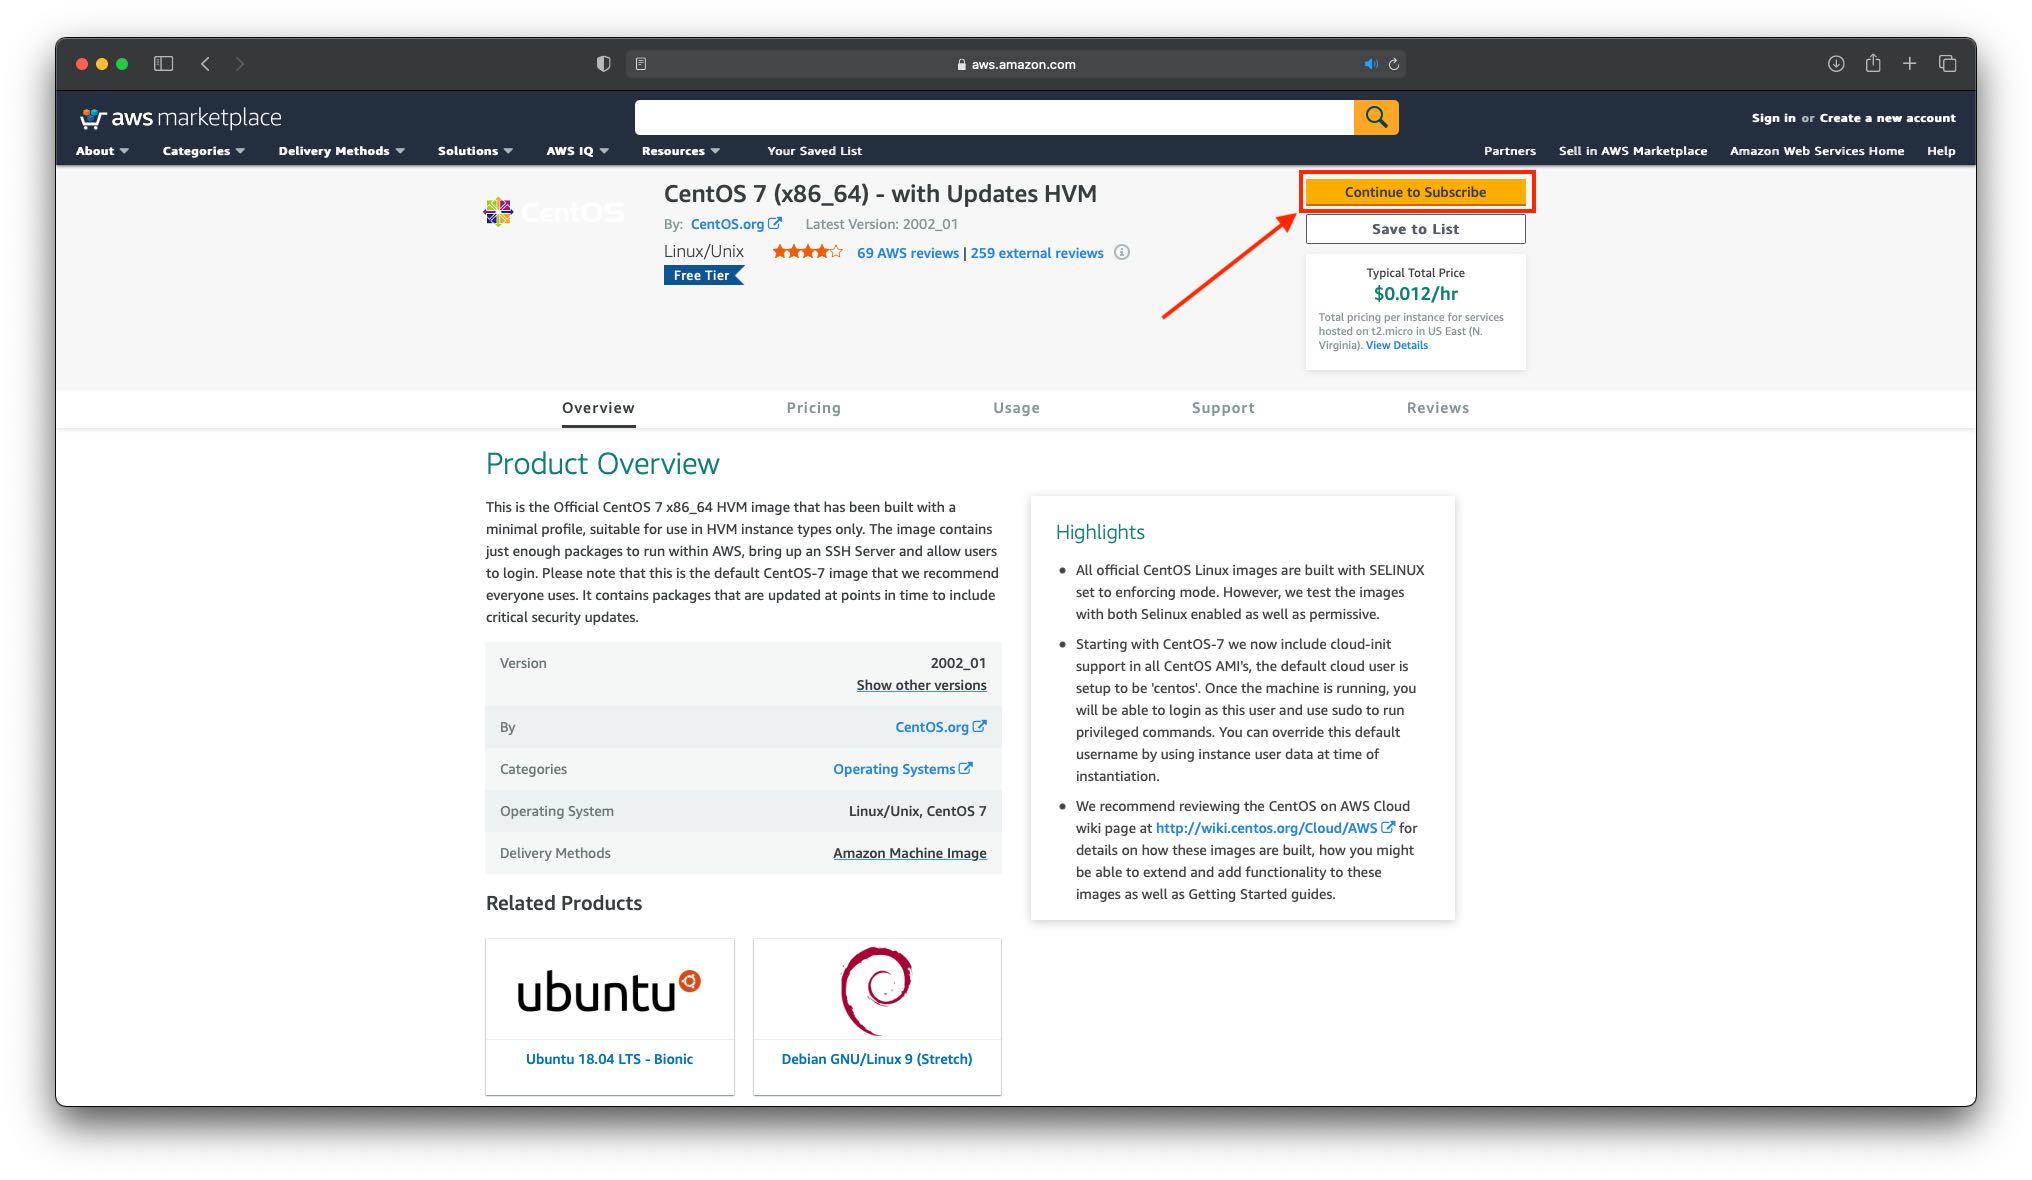 aws.amazon.com
aws marketplace
Sign in or Create a new account
About Categories Delivery Methods Solutions AWS IQ Resources Your Saved List Partners Sell in AWS Marketplace Amazon Web Services Home Help
CentOS
CentOS 7 (x86_64) - with Updates HVM
By: CentOS.org Latest Version: 2002_01
Linux/Unix 69 AWS reviews | 259 external reviews
Free Tier
Continue to Subscribe
Save to List
Typical Total Price
$0.012/hr
Total pricing per instance for services
hosted on t2.micro in US East (N.
Virginia). View Details
Overview Pricing Usage Support Reviews
Product Overview
This is the Official CentOS 7 x86_64 HVM image that has been built with a
minimal profile, suitable for use in HVM instance types only. The image contains
just enough packages to run within AWS, bring up an SSH Server and allow users
to login. Please note that this is the default CentOS-7 image that we recommend
everyone uses. It contains packages that are updated at points in time to include
critical security updates.
Version 2002_01
Show other versions
By CentOS.org
Categories Operating Systems
Operating System Linux/Unix, CentOS 7
Delivery Methods Amazon Machine Image
Highlights
All official CentOS Linux images are built with SELINUX
set to enforcing mode. However, we test the images
with both Selinux enabled as well as permissive.
Starting with CentOS-7 we now include cloud-init
support in all CentOS AMI's, the default cloud user is
setup to be 'centos'. Once the machine is running, you
will be able to login as this user and use sudo to run
privileged commands. You can override this default
username by using instance user data at time of
instantiation.
We recommend reviewing the CentOS on AWS Cloud
wiki page at http://wiki.centos.org/Cloud/AWS for
details on how these images are built, how you might
be able to extend and add functionality to these
images as well as Getting Started guides.
Related Products
ubuntu
Ubuntu 18.04 LTS - Bionic
Debian GNU/Linux 9 (Stretch)